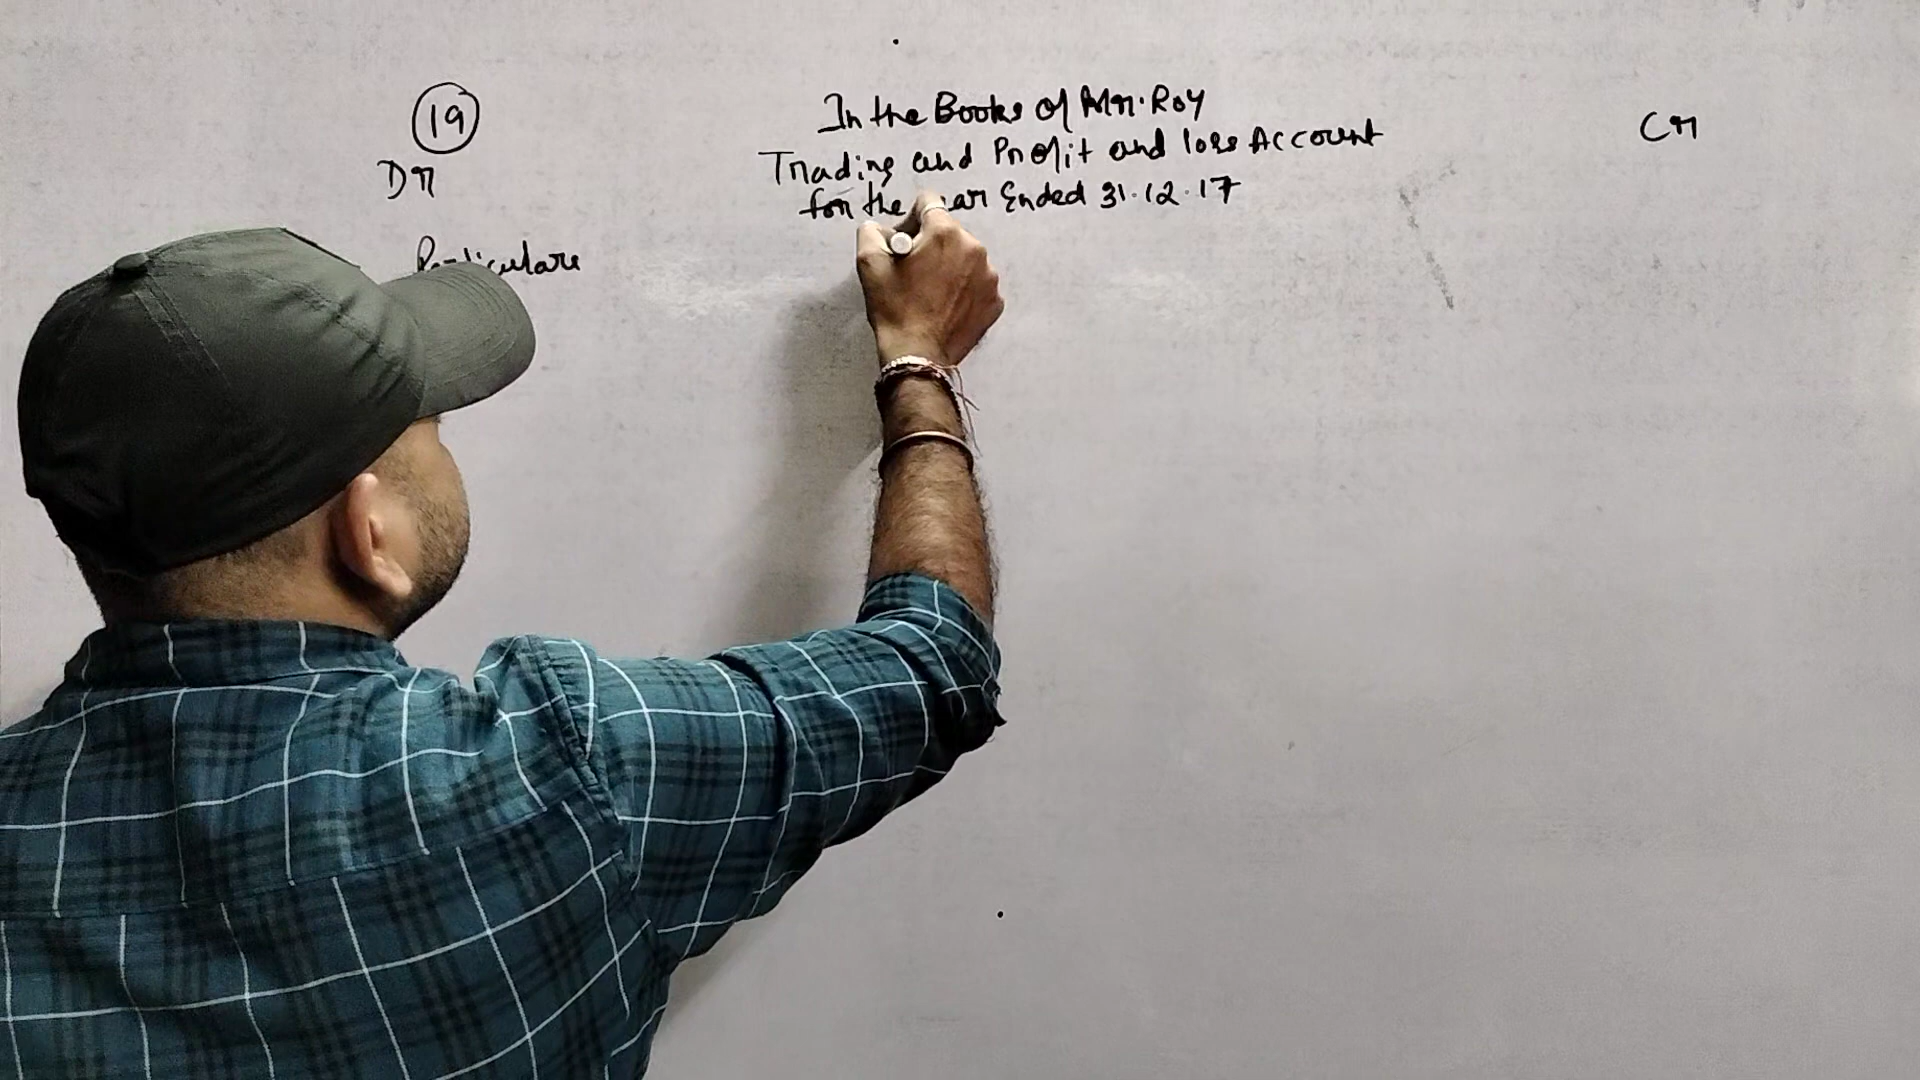 19
In the Books of Mr. Roy
Dr
Trading and Profit and loss Account
Cr
for the Ended 31.12.17
Particulars